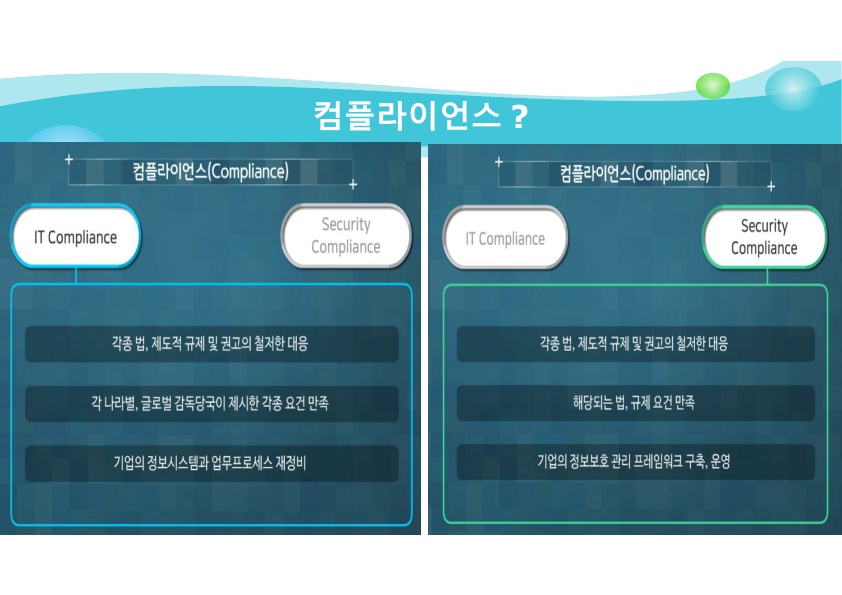 컴플라이언스 ?
컴플라이언스(Compliance)
IT Compliance
Security
Compliance
각종 법, 제도적 규제 및 권고의 철저한 대응
각 나라별, 글로벌 감독당국이 제시한 각종 요건 만족
기업의 정보시스템과 업무프로세스 재정비
컴플라이언스(Compliance)
IT Compliance
Security
Compliance
각종 법, 제도적 규제 및 권고의 철저한 대응
해당되는 법, 규제 요건 만족
기업의 정보보호 관리 프레임워크 구축, 운영